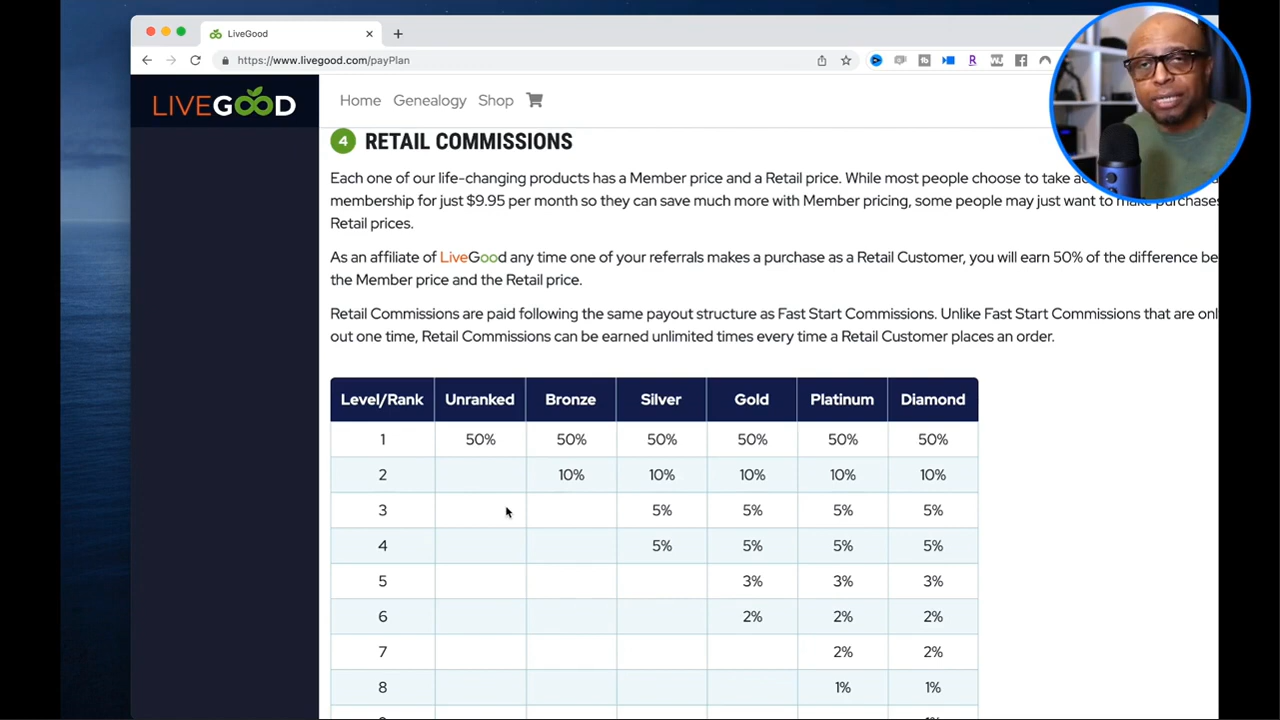 LiveGood
https://www.livegood.com/payPlan
LIVEGOOD
Home Genealogy Shop
4 RETAIL COMMISSIONS
Each one of our life-changing products has a Member price and a Retail price. While most people choose to take
membership for just $9.95 per month so they can save much more with Member pricing, some people may just want to make purchases
Retail prices.
As an affiliate of LiveGood any time one of your referrals makes a purchase as a Retail Customer, you will earn 50% of the difference be
the Member price and the Retail price.
Retail Commissions are paid following the same payout structure as Fast Start Commissions. Unlike Fast Start Commissions that are onl
out one time, Retail Commissions can be earned unlimited times every time a Retail Customer places an order.
Level/Rank Unranked Bronze Silver Gold Platinum Diamond
1 50% 50% 50% 50% 50% 50%
2 10% 10% 10% 10% 10%
3 5% 5% 5% 5%
4 5% 5% 5% 5%
5 3% 3% 3%
6 2% 2% 2%
7 2% 2%
8 1% 1%